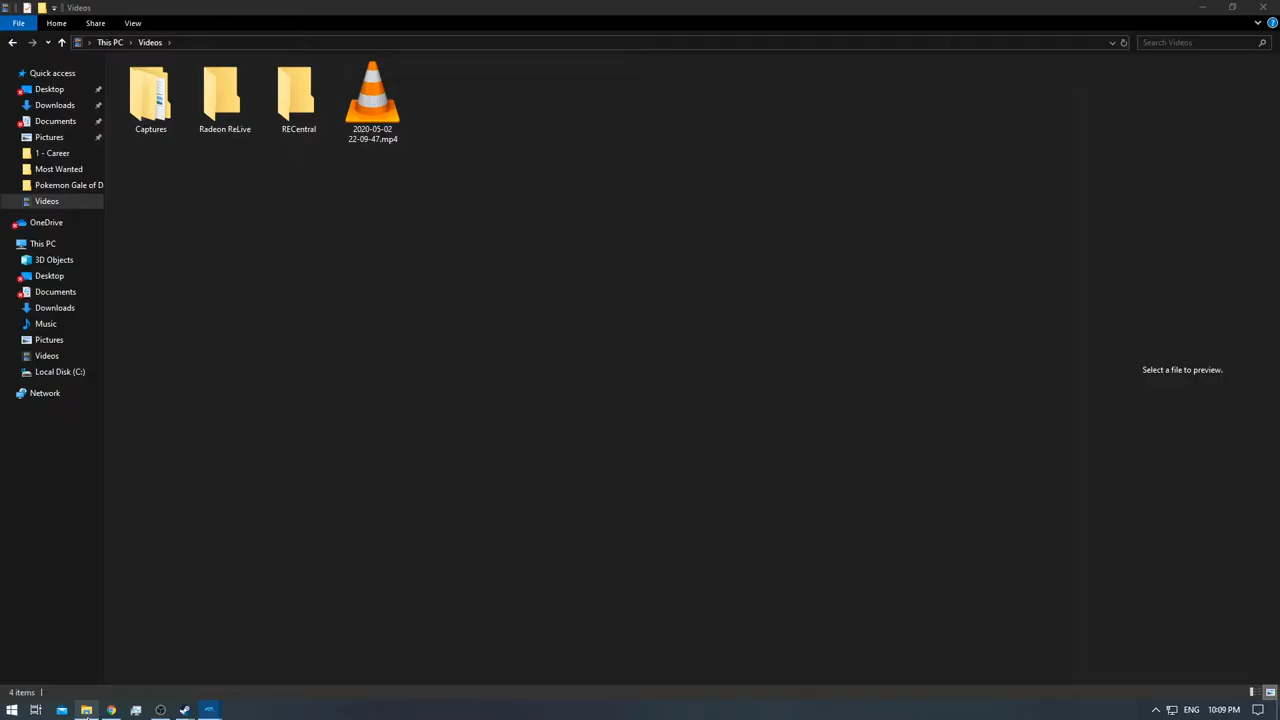 Videos
File
Home
Share
View
This PC
Videos
Search Videos
Quick access
Desktop
Downloads
Documents
Pictures
1 - Career
Most Wanted
Pokemon Gale of D
Videos
OneDrive
This PC
3D Objects
Desktop
Documents
Downloads
Music
Pictures
Videos
Local Disk (C:)
Network
Captures
Radeon ReLive
RECentral
2020-05-02
22-09-47.mp4
Select a file to preview.
4 items
ENG
10:09 PM